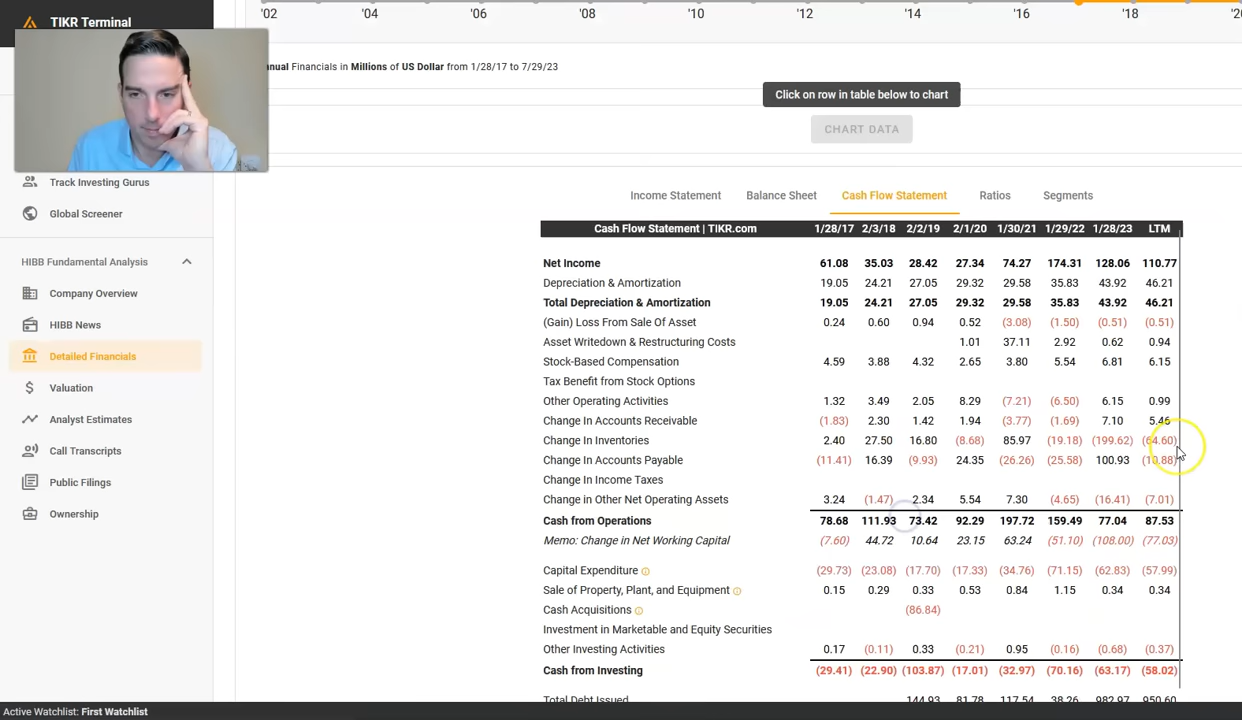 '02 '04 '06 '08 '10 '12 '14 '16 '18
TIKR Terminal
Financials in Millions of US Dollar from 1/28/17 to 7/29/23
Click on row in table below to chart
CHART DATA
Track Investing Gurus
Global Screener
HIBB Fundamental Analysis
Company Overview
HIBB News
Detailed Financials
Valuation
Analyst Estimates
Call Transcripts
Public Filings
Ownership
Income Statement Balance Sheet Cash Flow Statement Ratios Segments
Cash Flow Statement | TIKR.com 1/28/17 2/3/18 2/2/19 2/1/20 1/30/21 1/29/22 1/28/23 LTM
Net Income 61.08 35.03 28.42 27.34 74.27 174.31 128.06 110.77
Depreciation & Amortization 19.05 24.21 27.05 29.32 29.58 35.83 43.92 46.21
Total Depreciation & Amortization 19.05 24.21 27.05 29.32 29.58 35.83 43.92 46.21
(Gain) Loss From Sale Of Asset 0.24 0.60 0.94 0.52 (3.08) (1.50) (0.51) (0.51)
Asset Writedown & Restructuring Costs 1.01 37.11 2.92 0.62 0.94
Stock-Based Compensation 4.59 3.88 4.32 2.65 3.80 5.54 6.81 6.15
Tax Benefit from Stock Options
Other Operating Activities 1.32 3.49 2.05 8.29 (7.21) (6.50) 6.15 0.99
Change In Accounts Receivable (1.83) 2.30 1.42 1.94 (3.77) (1.69) 7.10 5.46
Change In Inventories 2.40 27.50 16.80 (8.68) 85.97 (19.18) (199.62) (64.60)
Change In Accounts Payable (11.41) 16.39 (9.93) 24.35 (26.26) (25.58) 100.93 (10.88)
Change In Income Taxes
Change in Other Net Operating Assets 3.24 (1.47) 2.34 5.54 7.30 (4.65) (16.41) (7.01)
Cash from Operations 78.68 111.93 73.42 92.29 197.72 159.49 77.04 87.53
Memo: Change in Net Working Capital (7.60) 44.72 10.64 23.15 63.24 (51.10) (108.00) (77.03)
Capital Expenditure (29.73) (23.08) (17.70) (17.33) (34.76) (71.15) (62.83) (57.99)
Sale of Property, Plant, and Equipment 0.15 0.29 0.33 0.53 0.84 1.15 0.34 0.34
Cash Acquisitions (86.84)
Investment in Marketable and Equity Securities
Other Investing Activities 0.17 (0.11) 0.33 (0.21) 0.95 (0.16) (0.68) (0.37)
Cash from Investing (29.41) (22.90) (103.87) (17.01) (32.97) (70.16) (63.17) (58.02)
Total Debt Issued 144.93 81.78 117.54 38.26 982.97 950.60
Active Watchlist: First Watchlist